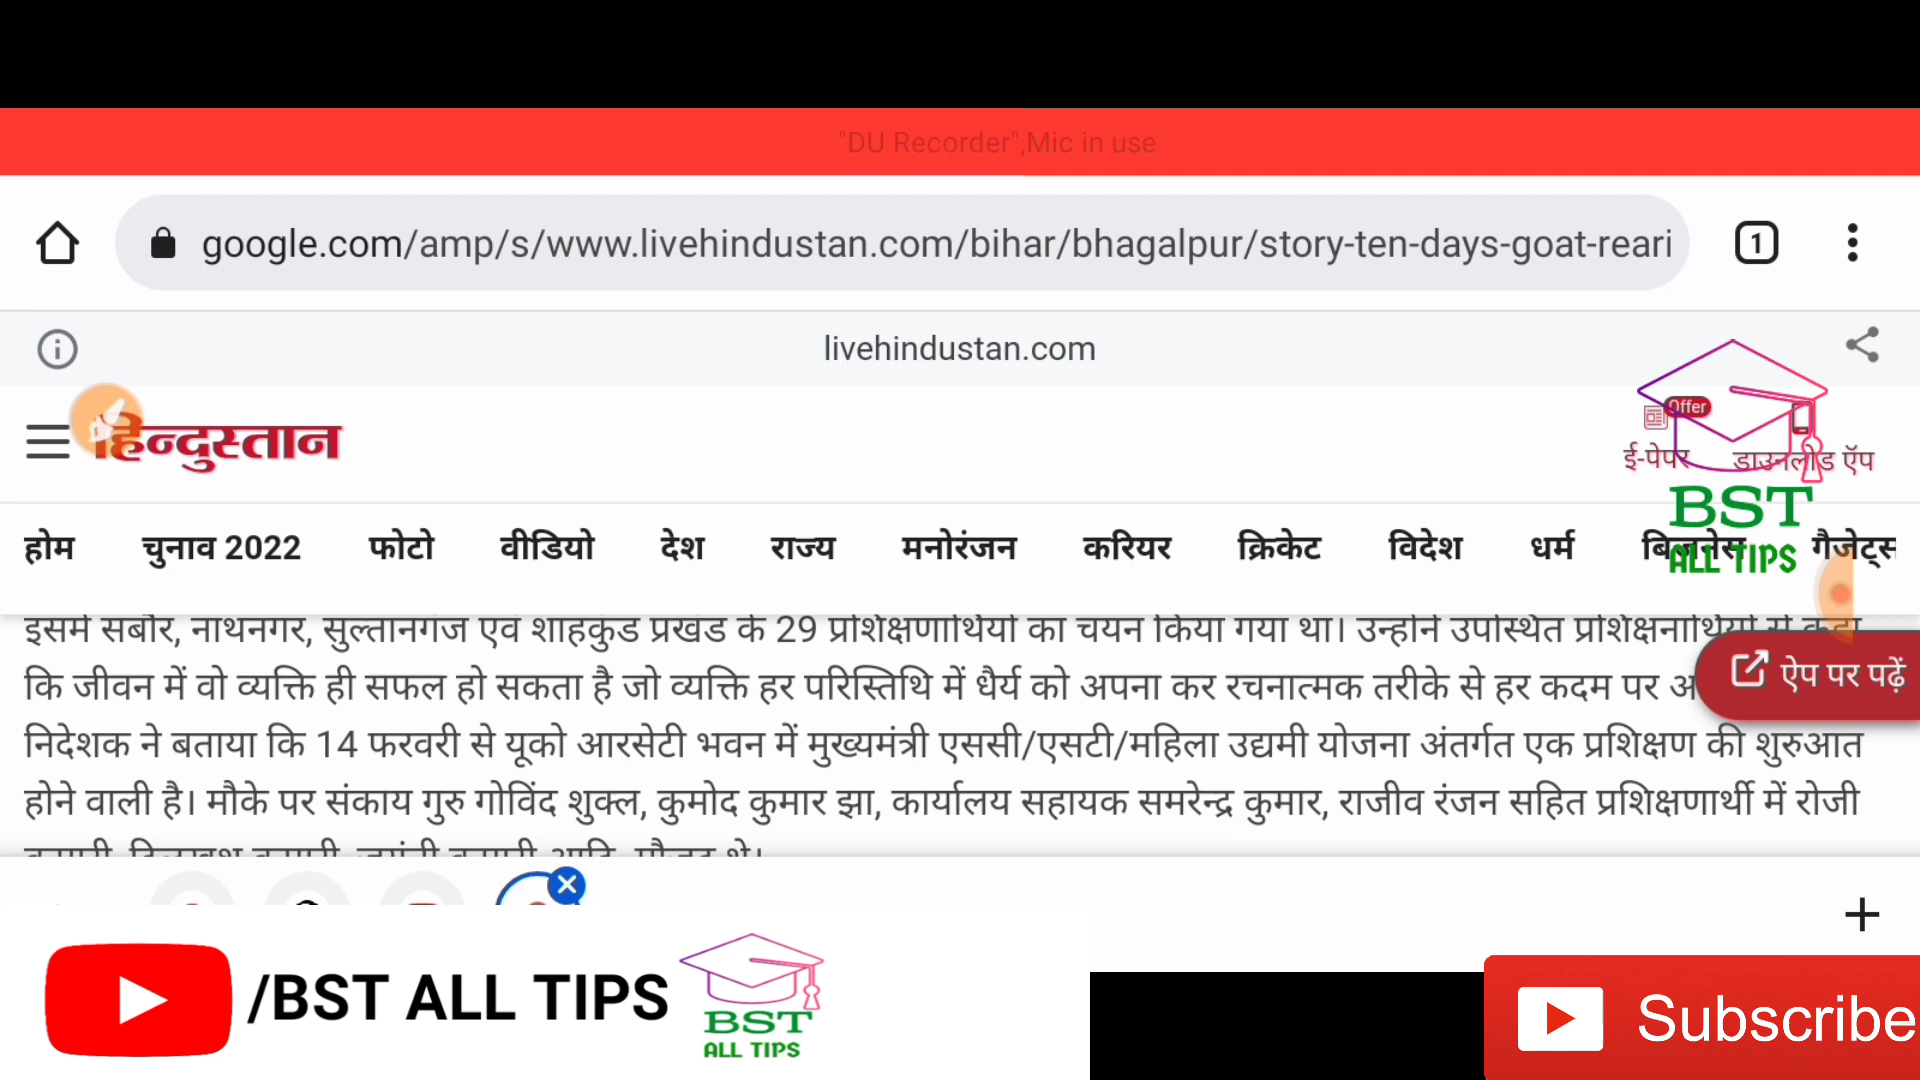 "DU Recorder",Mic in use
google.com/amp/s/www.livehindustan.com/bihar/bhagalpur/story-ten-days-goat-reari
1
livehindustan.com
हिन्दुस्तान
Offer
ई-पेपर डाउनलोड ऍप
BST
ALL TIPS
होम चुनाव 2022 फोटो वीडियो देश राज्य मनोरंजन करियर क्रिकेट विदेश धर्म बिजनेस गैजेट्स
इसमें सबौर, नाथनगर, सुल्तानगंज एवं शाहकुंड प्रखंड के 29 प्रशिक्षणार्थियों का चयन किया गया था। उन्होंने उपस्थित प्रशिक्षनार्थियों से कहा
कि जीवन में वो व्यक्ति ही सफल हो सकता है जो व्यक्ति हर परिस्तिथि में धैर्य को अपना कर रचनात्मक तरीके से हर कदम पर
ऐप पर पढ़ें
निदेशक ने बताया कि 14 फरवरी से यूको आरसेटी भवन में मुख्यमंत्री एससी/एसटी/महिला उद्यमी योजना अंतर्गत एक प्रशिक्षण की शुरुआत
होने वाली है। मौके पर संकाय गुरु गोविंद शुक्ल, कुमोद कुमार झा, कार्यालय सहायक समरेन्द्र कुमार, राजीव रंजन सहित प्रशिक्षणार्थी में रोजी
/BST ALL TIPS
BST
ALL TIPS
Subscribe